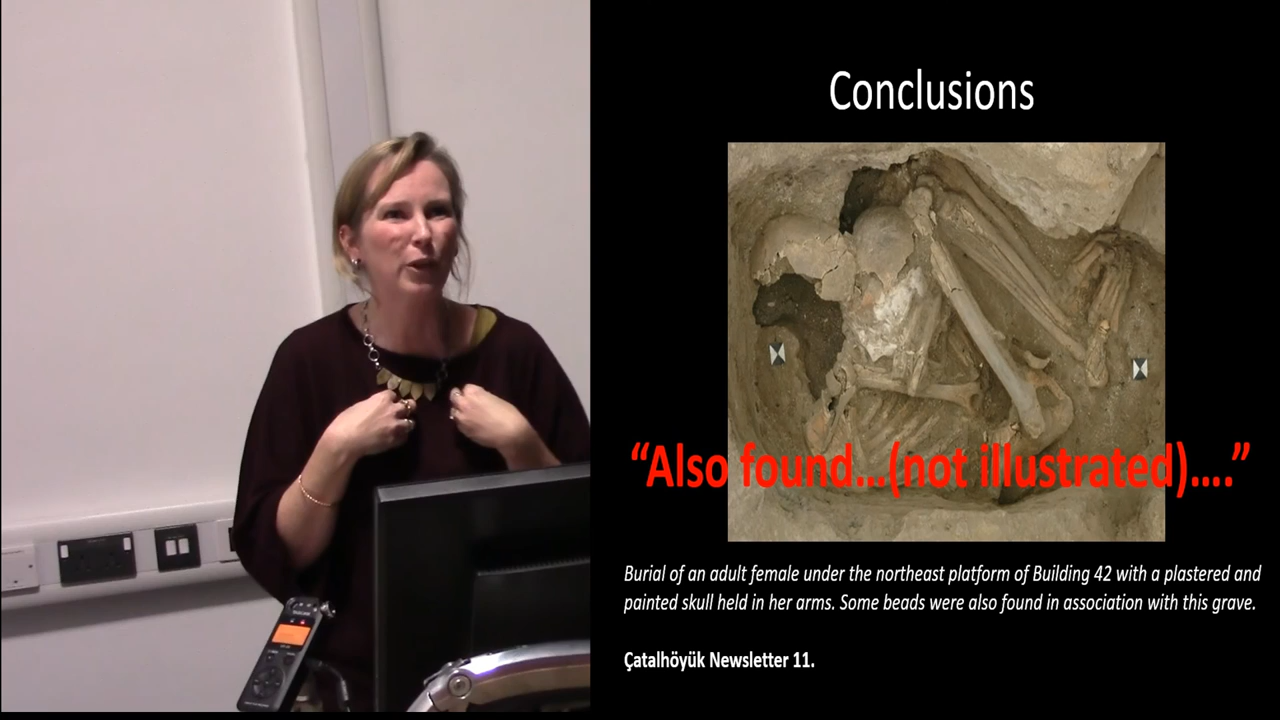 Conclusions
“Also found...(not illustrated)....”
Burial of an adult female under the northeast platform of Building 42 with a plastered and
painted skull held in her arms. Some beads were also found in association with this grave.
Çatalhöyük Newsletter 11.